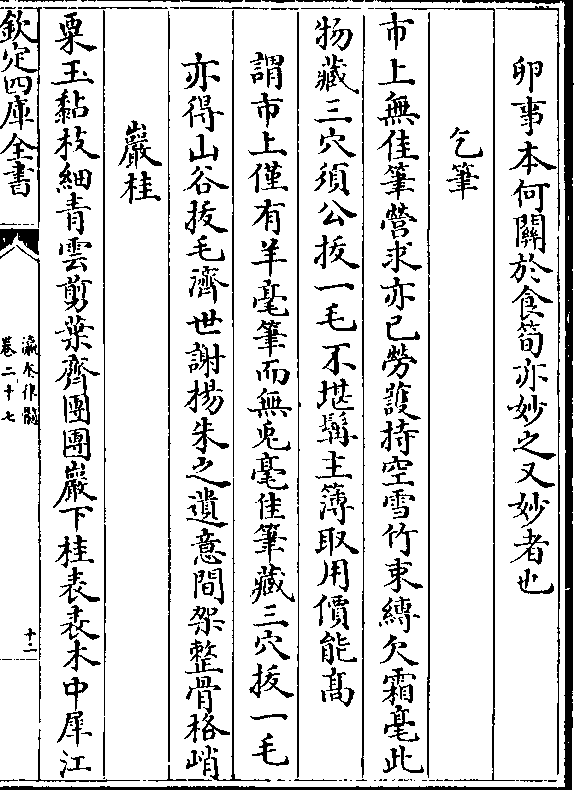 卵事本何關於食筍亦妙之又妙者也
乞筆
市上無佳筆營求亦已勞護持空雪竹束縛欠霜毫此
物藏三穴須公拔一毛不堪髯主簿取用價能高
謂市上僅有羊毫筆而無兎毫佳筆藏三穴拔一毛
亦得山谷拔毛濟世謝楊朱之遺意間架整骨格峭
巖桂
粟玉黏枝細青雲剪葉齊團團巖下桂表表木中犀江
欽定四庫全書
瀛奎律髓
卷二十七
十二